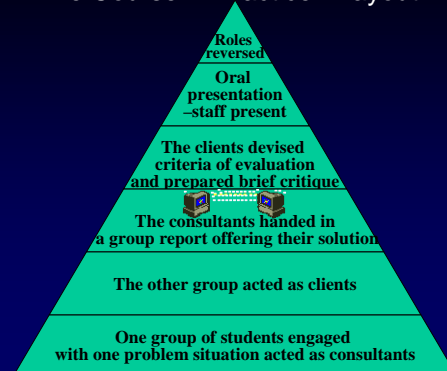 Roles
reversed
Oral
presentation
–staff present
The clients devised
criteria of evaluation
and prepared brief critique
The consultants handed in
a group report offering their solution
The other group acted as clients
One group of students engaged
with one problem situation acted as consultants